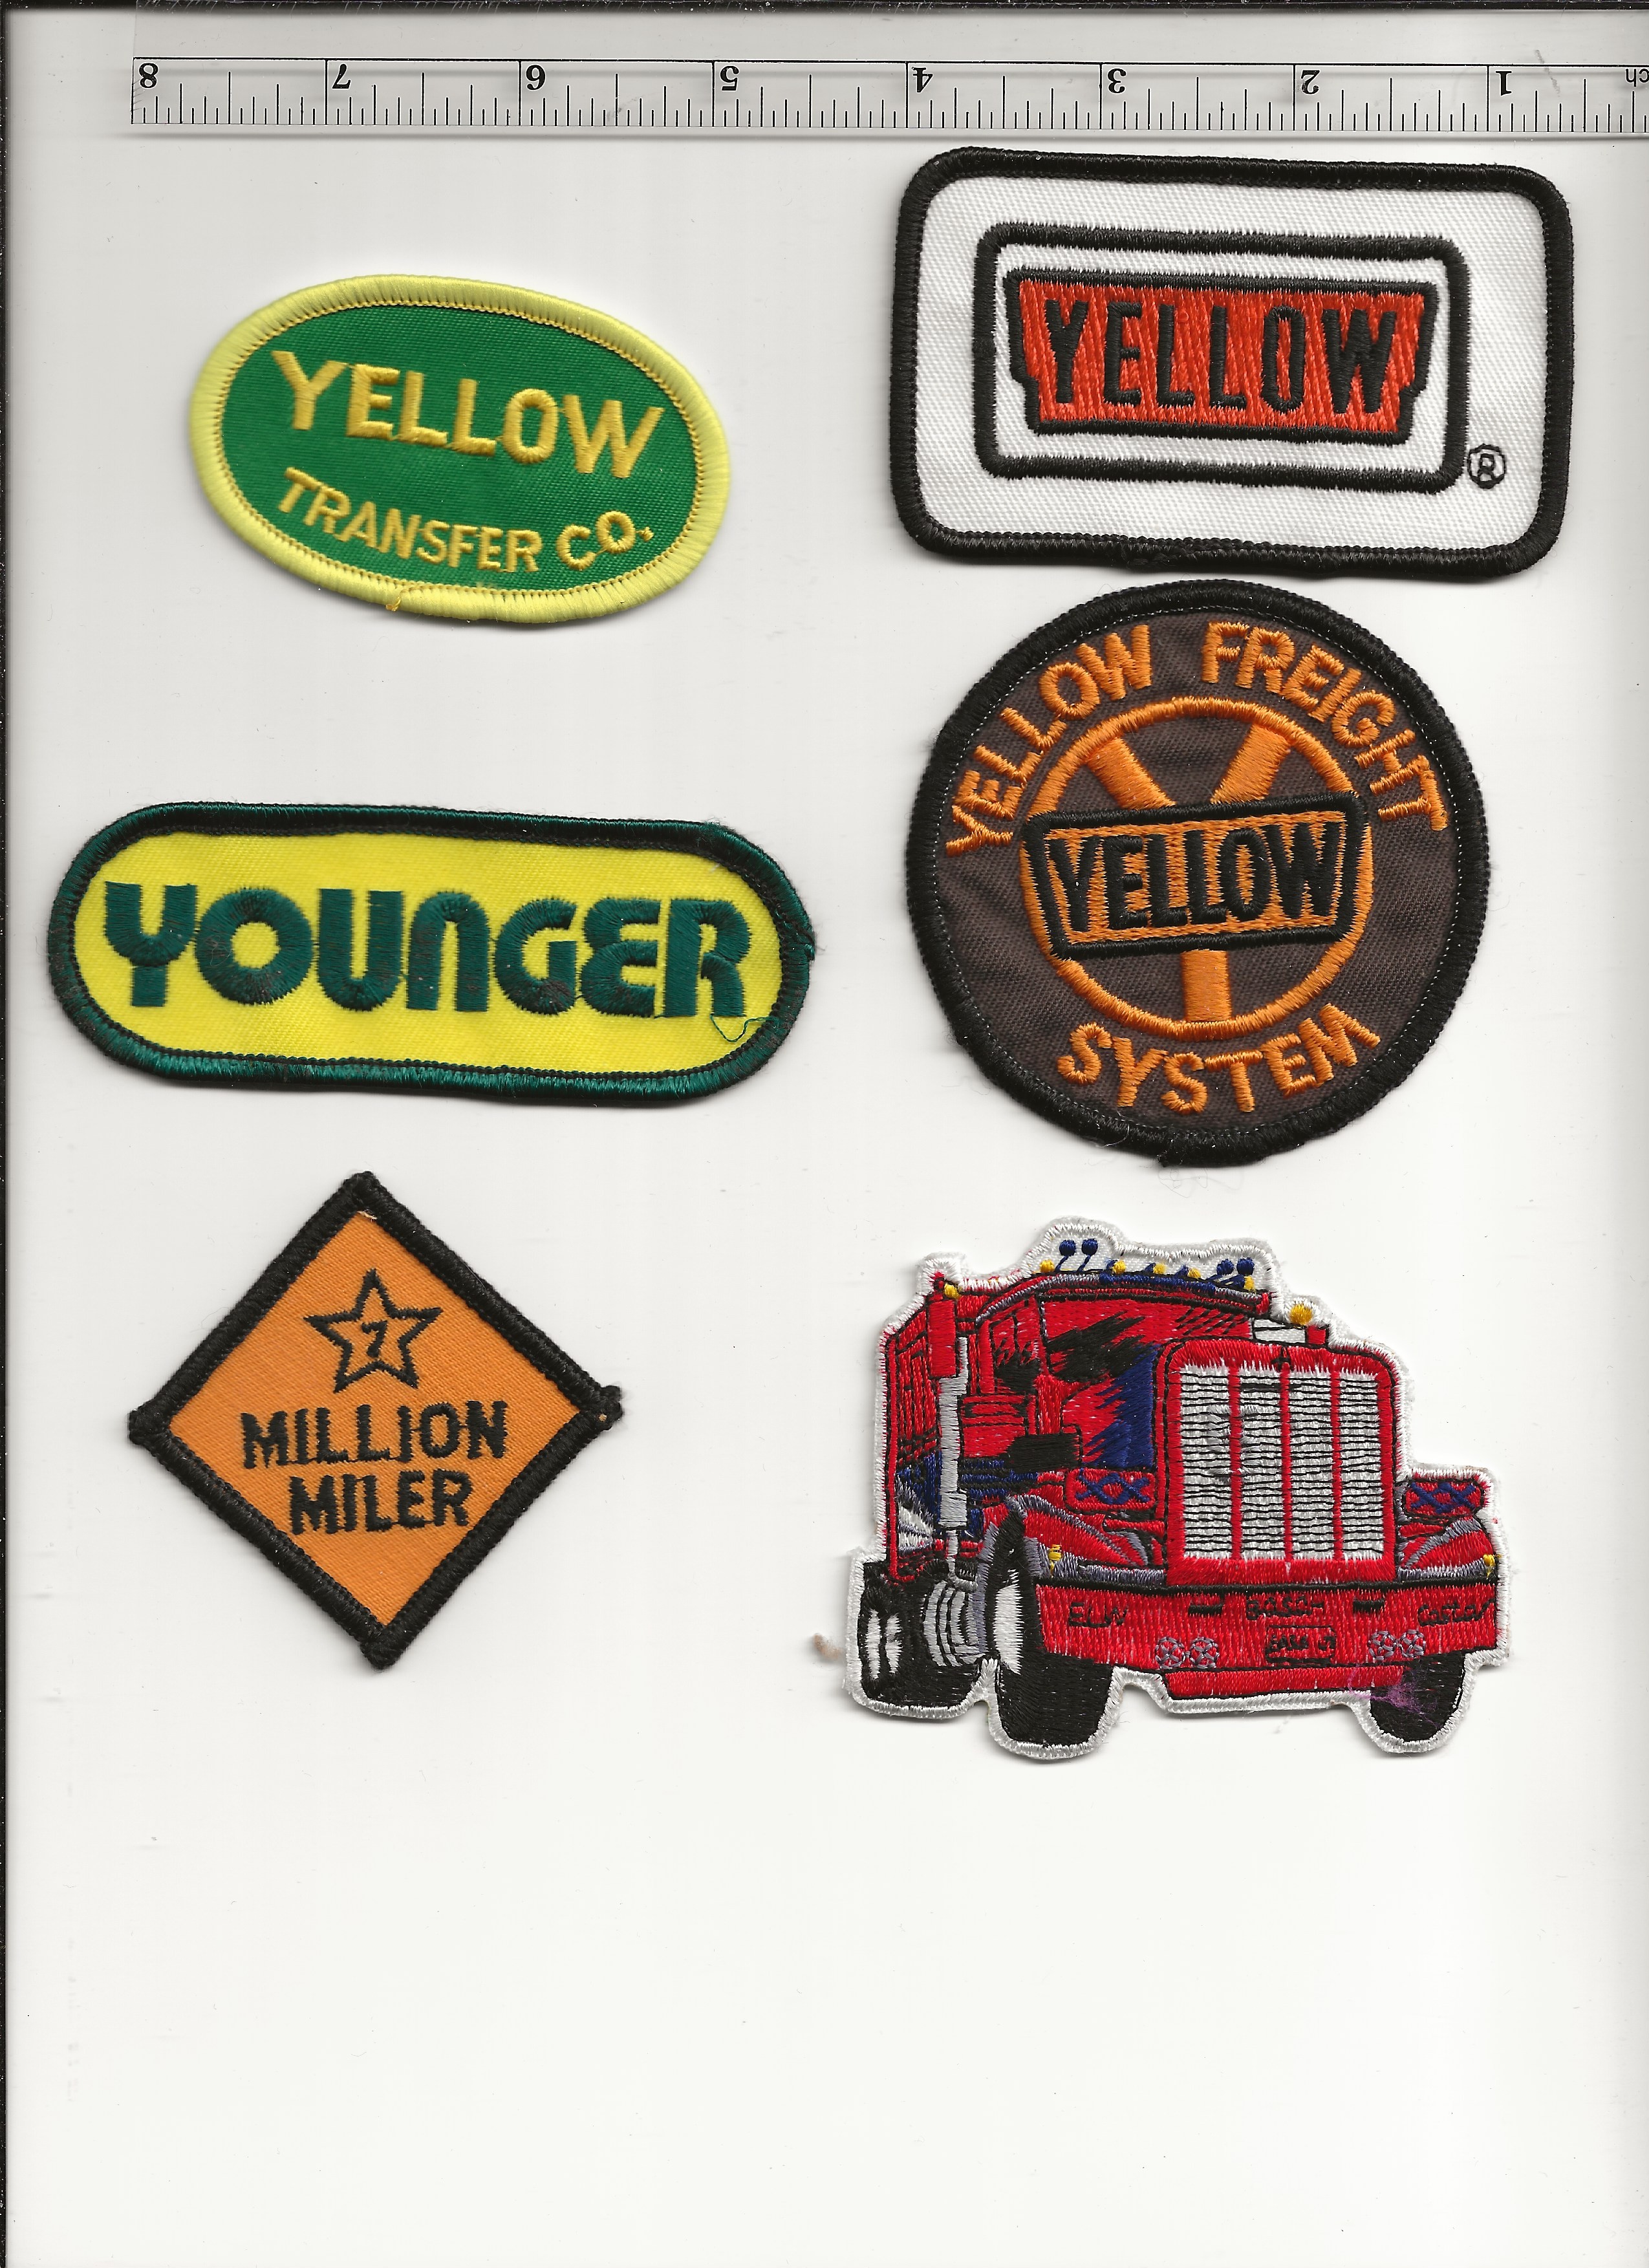 8 7 6 5 4 3 2 1
YELLOW
TRANSFER CO.
YELLOW
®
YELLOW FREIGHT
YELLOW
SYSTEM
YOUNGER
7
MILLION
MILER